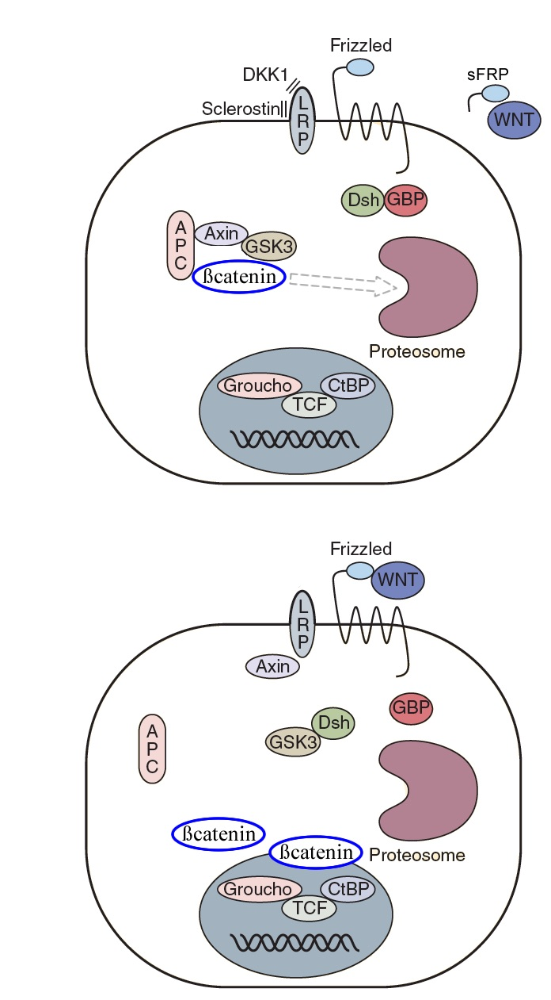 Frizzled
DKK1
sFRP
Sclerostin
LRP
WNT
Dsh
GBP
APC
Axin
GSK3
ßcatenin
Proteosome
Groucho
CtBP
TCF
Frizzled
WNT
LRP
Axin
GBP
Dsh
APC
GSK3
ßcatenin
ßcatenin
Proteosome
Groucho
CtBP
TCF